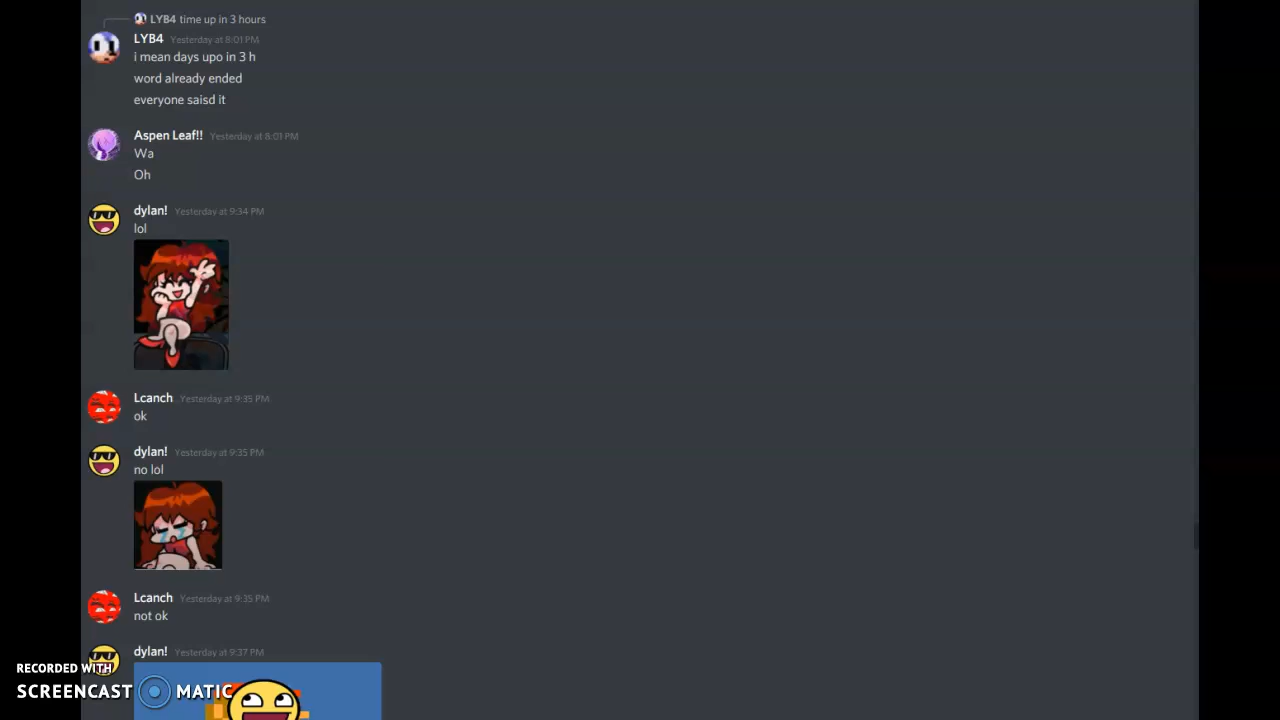 LYB4 time up in 3 hours
LYB4 Yesterday at 8:01 PM
i mean days upo in 3 h
word already ended
everyone saisd it
Aspen Leaf!! Yesterday at 8:01 PM
Wa
Oh
dylan! Yesterday at 9:34 PM
lol
Lcanch Yesterday at 9:35 PM
ok
dylan! Yesterday at 9:35 PM
no lol
Lcanch Yesterday at 9:35 PM
not ok
dylan! Yesterday at 9:37 PM
RECORDED WITH
SCREENCAST MATIC